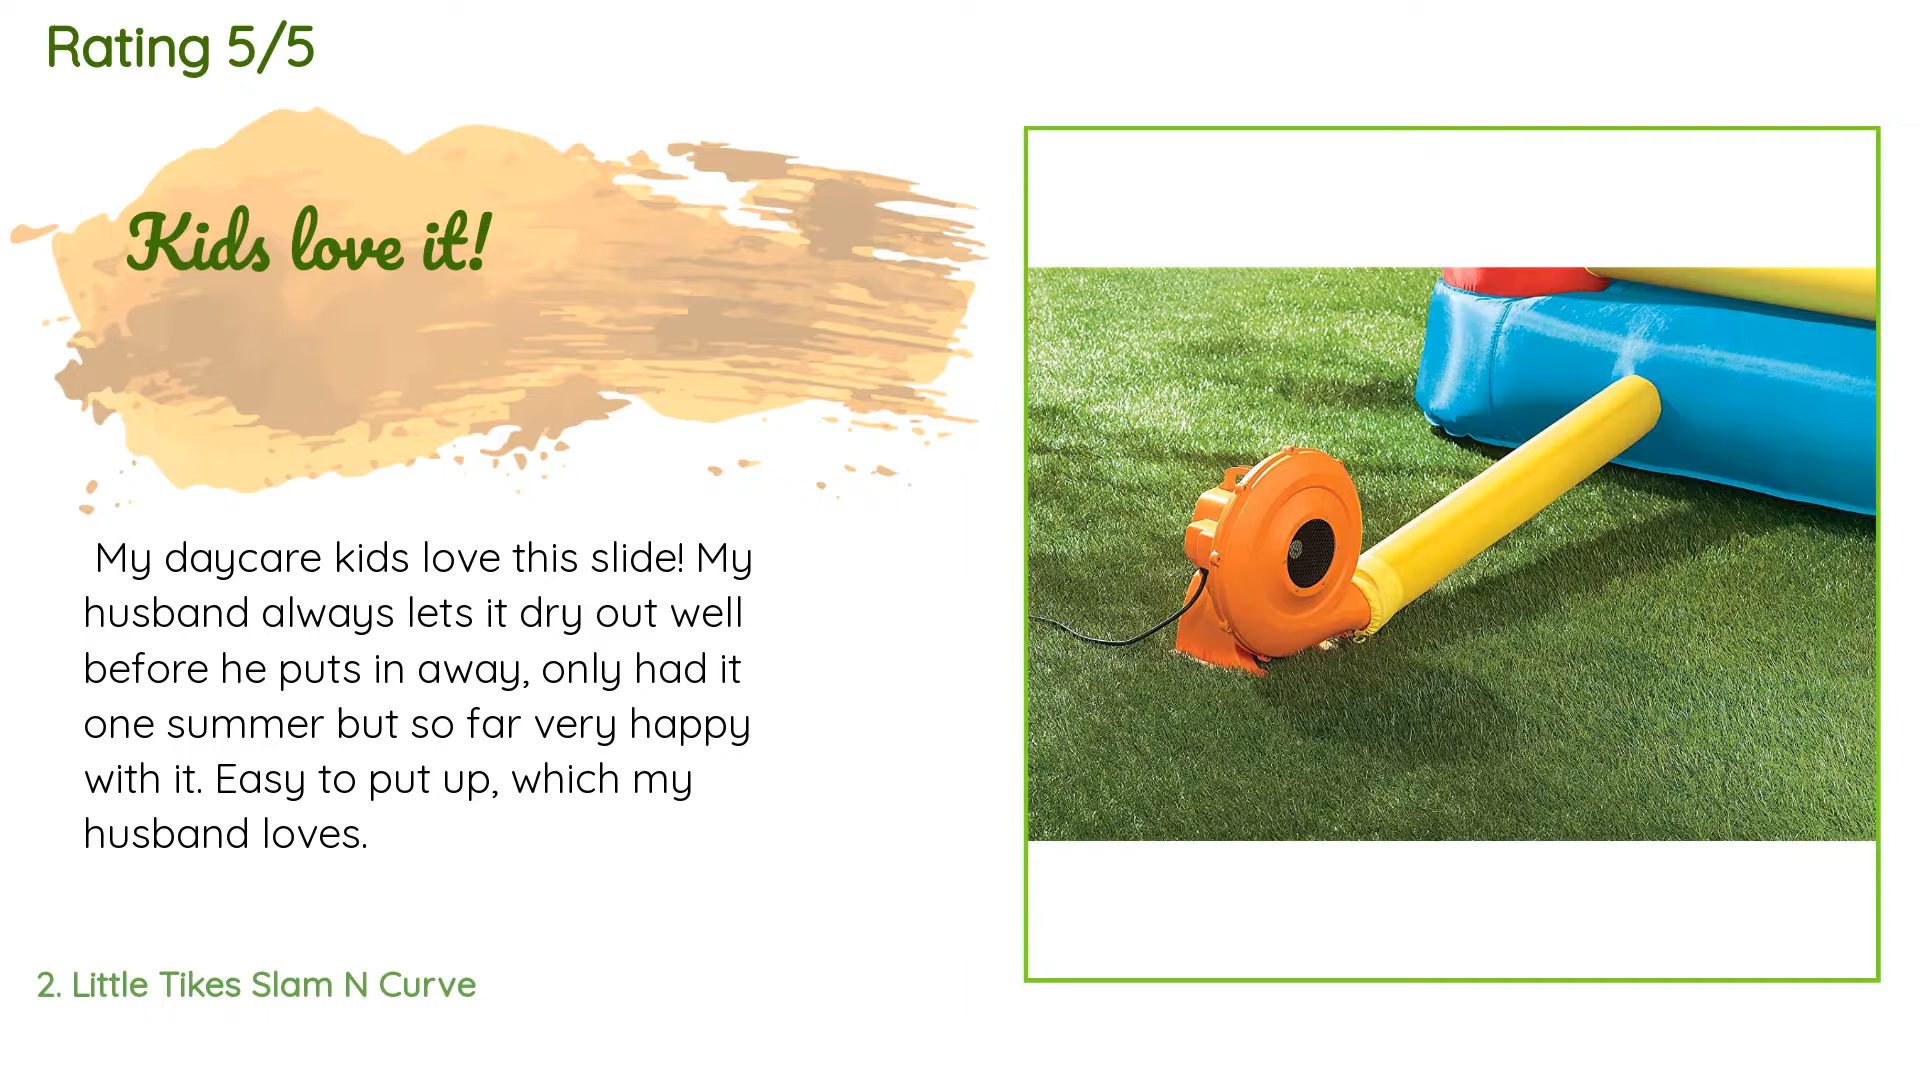 Rating 5/5
Kids love it!
My daycare kids love this slide! My
husband always lets it dry out well
before he puts in away, only had it
one summer but so far very happy
with it. Easy to put up, which my
husband loves.
2. Little Tikes Slam N Curve